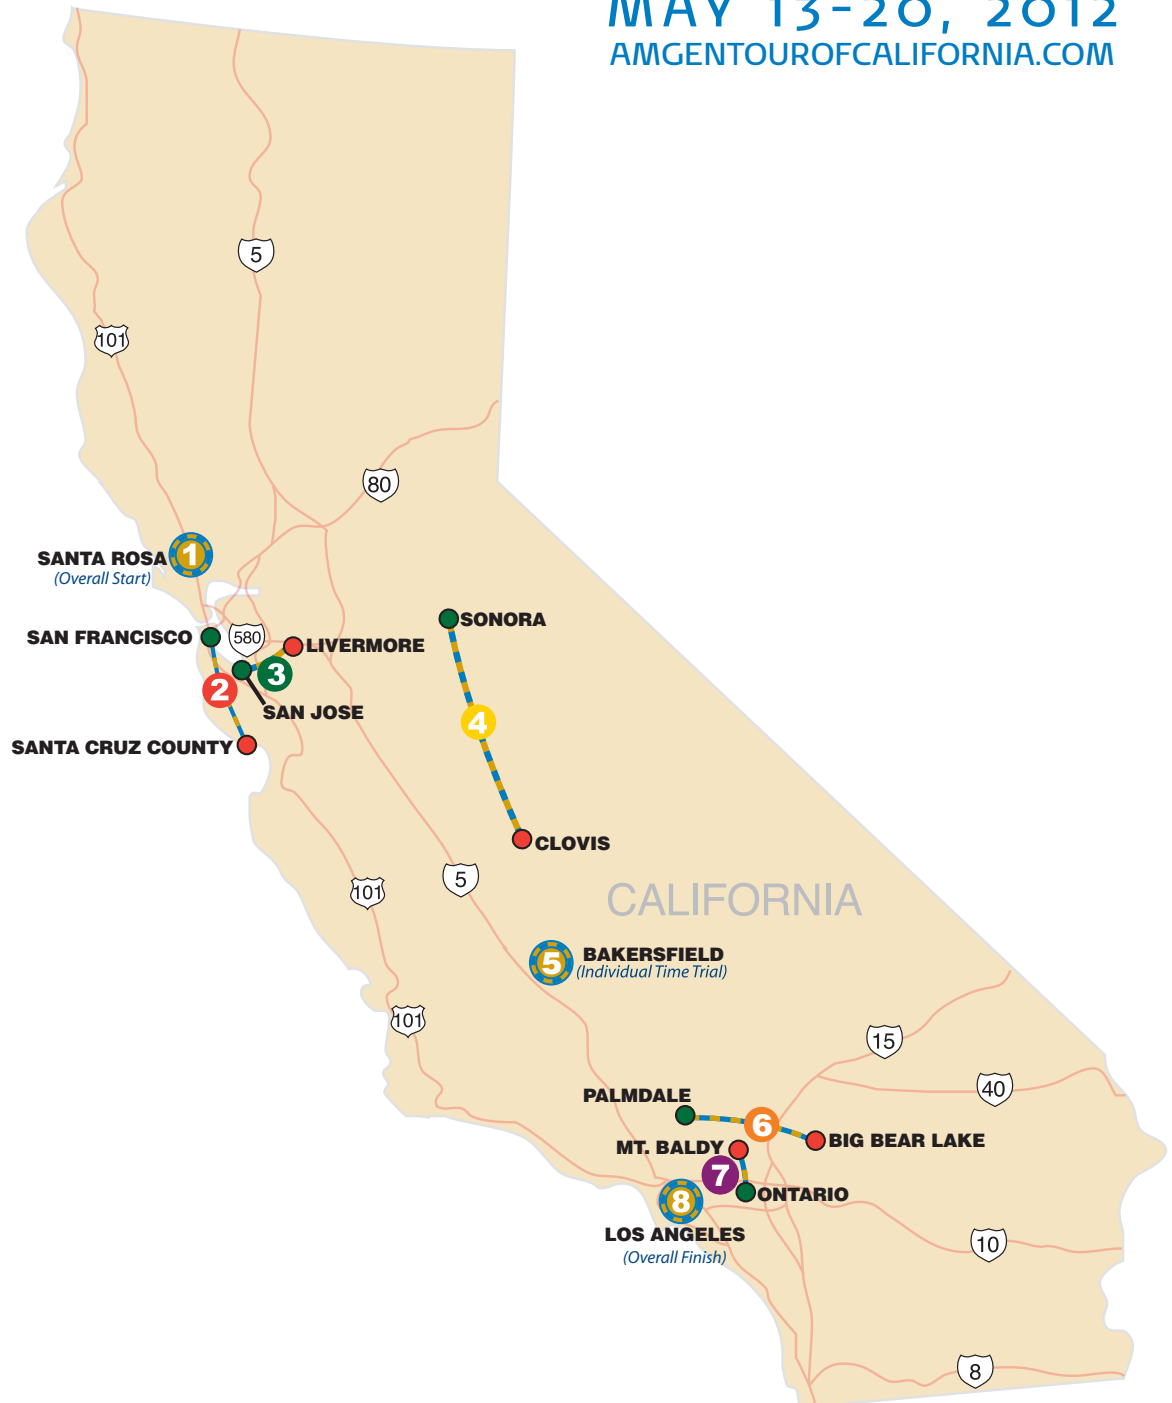 MAY 13-20, 2012
AMGENTOUROFCALIFORNIA.COM
5
101
80
SANTA ROSA
(Overall Start)
1
SAN FRANCISCO
580
LIVERMORE
SONORA
2
3
SAN JOSE
SANTA CRUZ COUNTY
4
CLOVIS
101
5
CALIFORNIA
5
BAKERSFIELD
(Individual Time Trial)
101
15
40
PALMDALE
6
BIG BEAR LAKE
MT. BALDY
7
ONTARIO
8
LOS ANGELES
(Overall Finish)
10
8